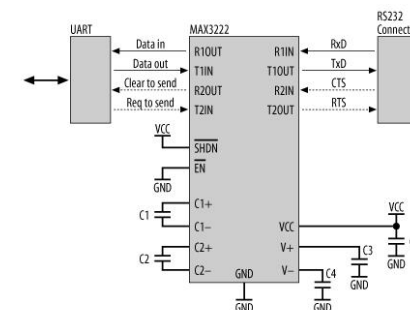 UART
MAX3222
RS232
Connect
Data in
R1OUT
R1IN
RxD
Data out
T1IN
T1OUT
TxD
Clear to send
R2OUT
R2IN
CTS
Req to send
T2IN
T2OUT
RTS
VCC
SHDN
EN
GND
C1
C1+
C1−
C2
C2+
C2−
VCC
V+
V−
GND
GND
C3
GND
C4
GND
VCC
GND